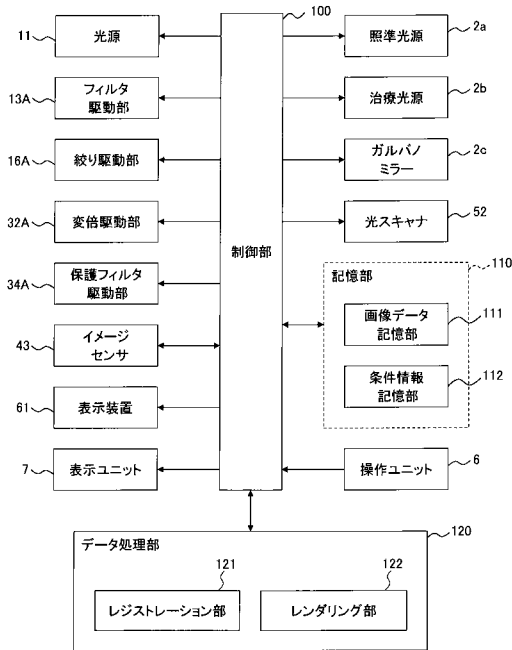 100
11
光源
照準光源
2a
13A
フィルタ
駆動部
治療光源
2b
16A
絞り駆動部
ガルバノ
ミラー
2c
32A
変倍駆動部
光スキャナ
52
制御部
34A
保護フィルタ
駆動部
記憶部
110
画像データ
記憶部
111
43
イメージ
センサ
条件情報
記憶部
112
61
表示装置
7
表示ユニット
操作ユニット
6
データ処理部
120
121
レジストレーション部
122
レンダリング部